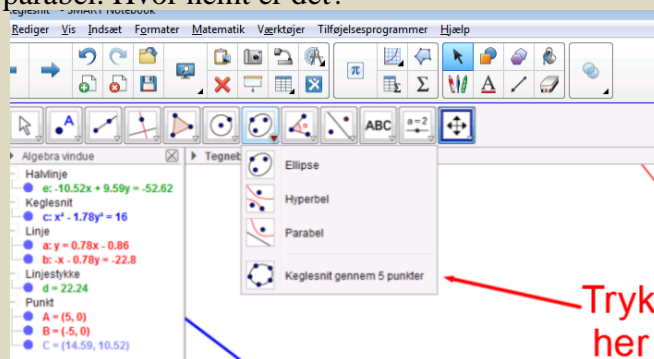 parabel. Hvor nemt er det?
Keglesnit - SMART Notebook
Rediger Vis Indsæt Formater Matematik Værktøjer Tilføjelsesprogrammer Hjælp
π
Σ
A
A
ABC
a=2
Algebra vindue
Halvlinje
e: -10.52x + 9.59y = -52.62
Keglesnit
c: x² - 1.78y² = 16
Linje
a: y = 0.78x - 0.86
b: -x - 0.78y = -22.8
Linjestykke
d = 22.24
Punkt
A = (5, 0)
B = (-5, 0)
C = (14.59, 10.52)
Ellipse
Hyperbel
Parabel
Keglesnit gennem 5 punkter
Tryk
her